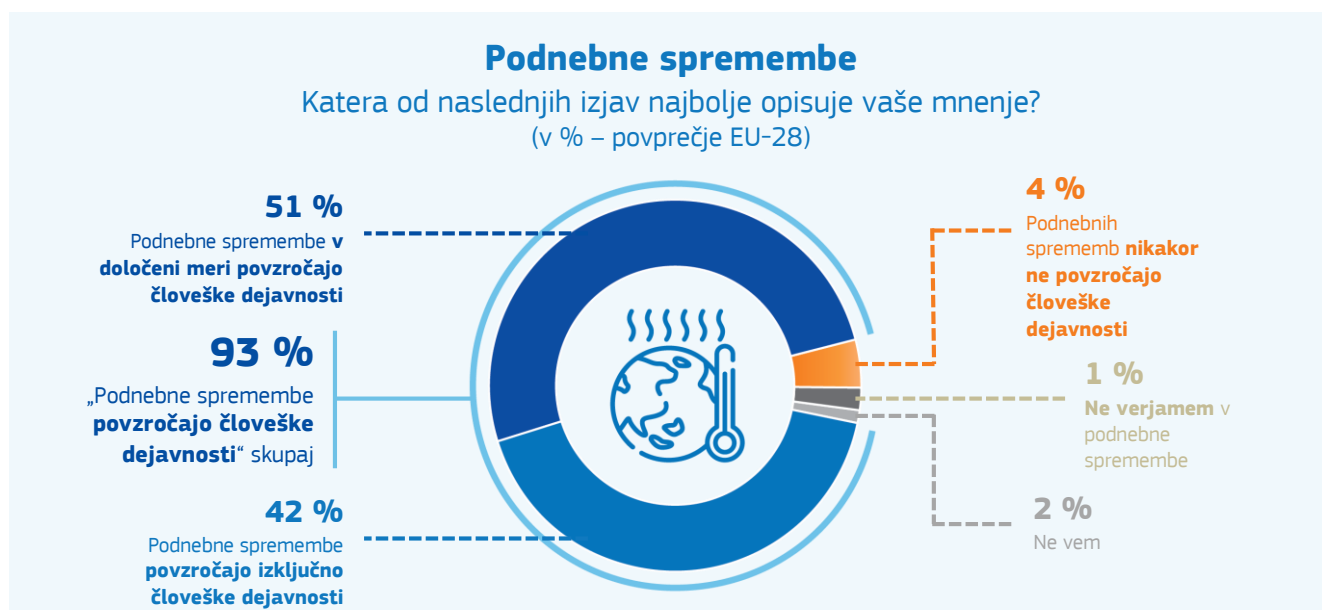 Podnebne spremembe
Katera od naslednjih izjav najbolje opisuje vaše mnenje?
(v % – povprečje EU-28)
51 %
Podnebne spremembe v
določeni meri povzročajo
človeške dejavnosti
93 %
„Podnebne spremembe
povzročajo človeške
dejavnosti“ skupaj
42 %
Podnebne spremembe
povzročajo izključno
človeške dejavnosti
4 %
Podnebnih
sprememb nikakor
ne povzročajo
človeške
dejavnosti
1 %
Ne verjamem v
podnebne
spremembe
2 %
Ne vem